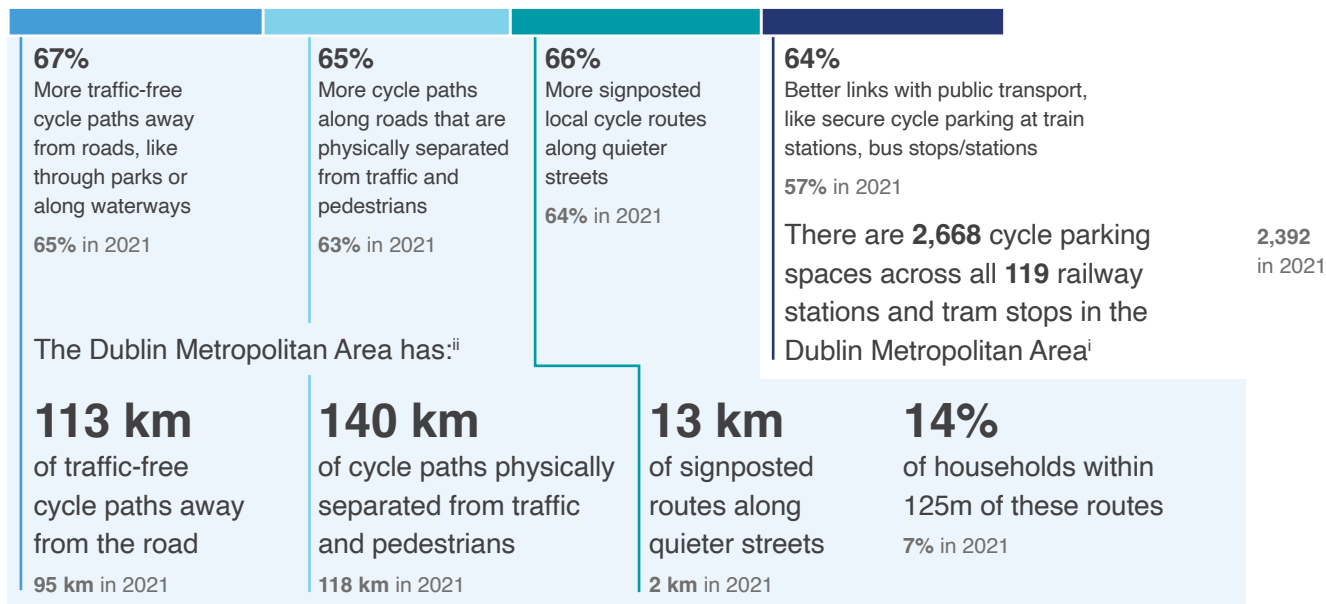 67%
More traffic-free
cycle paths away
from roads, like
through parks or
along waterways
65% in 2021
65%
More cycle paths
along roads that are
physically separated
from traffic and
pedestrians
63% in 2021
66%
More signposted
local cycle routes
along quieter
streets
64% in 2021
64%
Better links with public transport,
like secure cycle parking at train
stations, bus stops/stations
57% in 2021
There are 2,668 cycle parking
spaces across all 119 railway
stations and tram stops in the
Dublin Metropolitan Areaⁱ
2,392
in 2021
The Dublin Metropolitan Area has:ⁱⁱ
113 km
of traffic-free
cycle paths away
from the road
95 km in 2021
140 km
of cycle paths physically
separated from traffic
and pedestrians
118 km in 2021
13 km
of signposted
routes along
quieter streets
2 km in 2021
14%
of households within
125m of these routes
7% in 2021